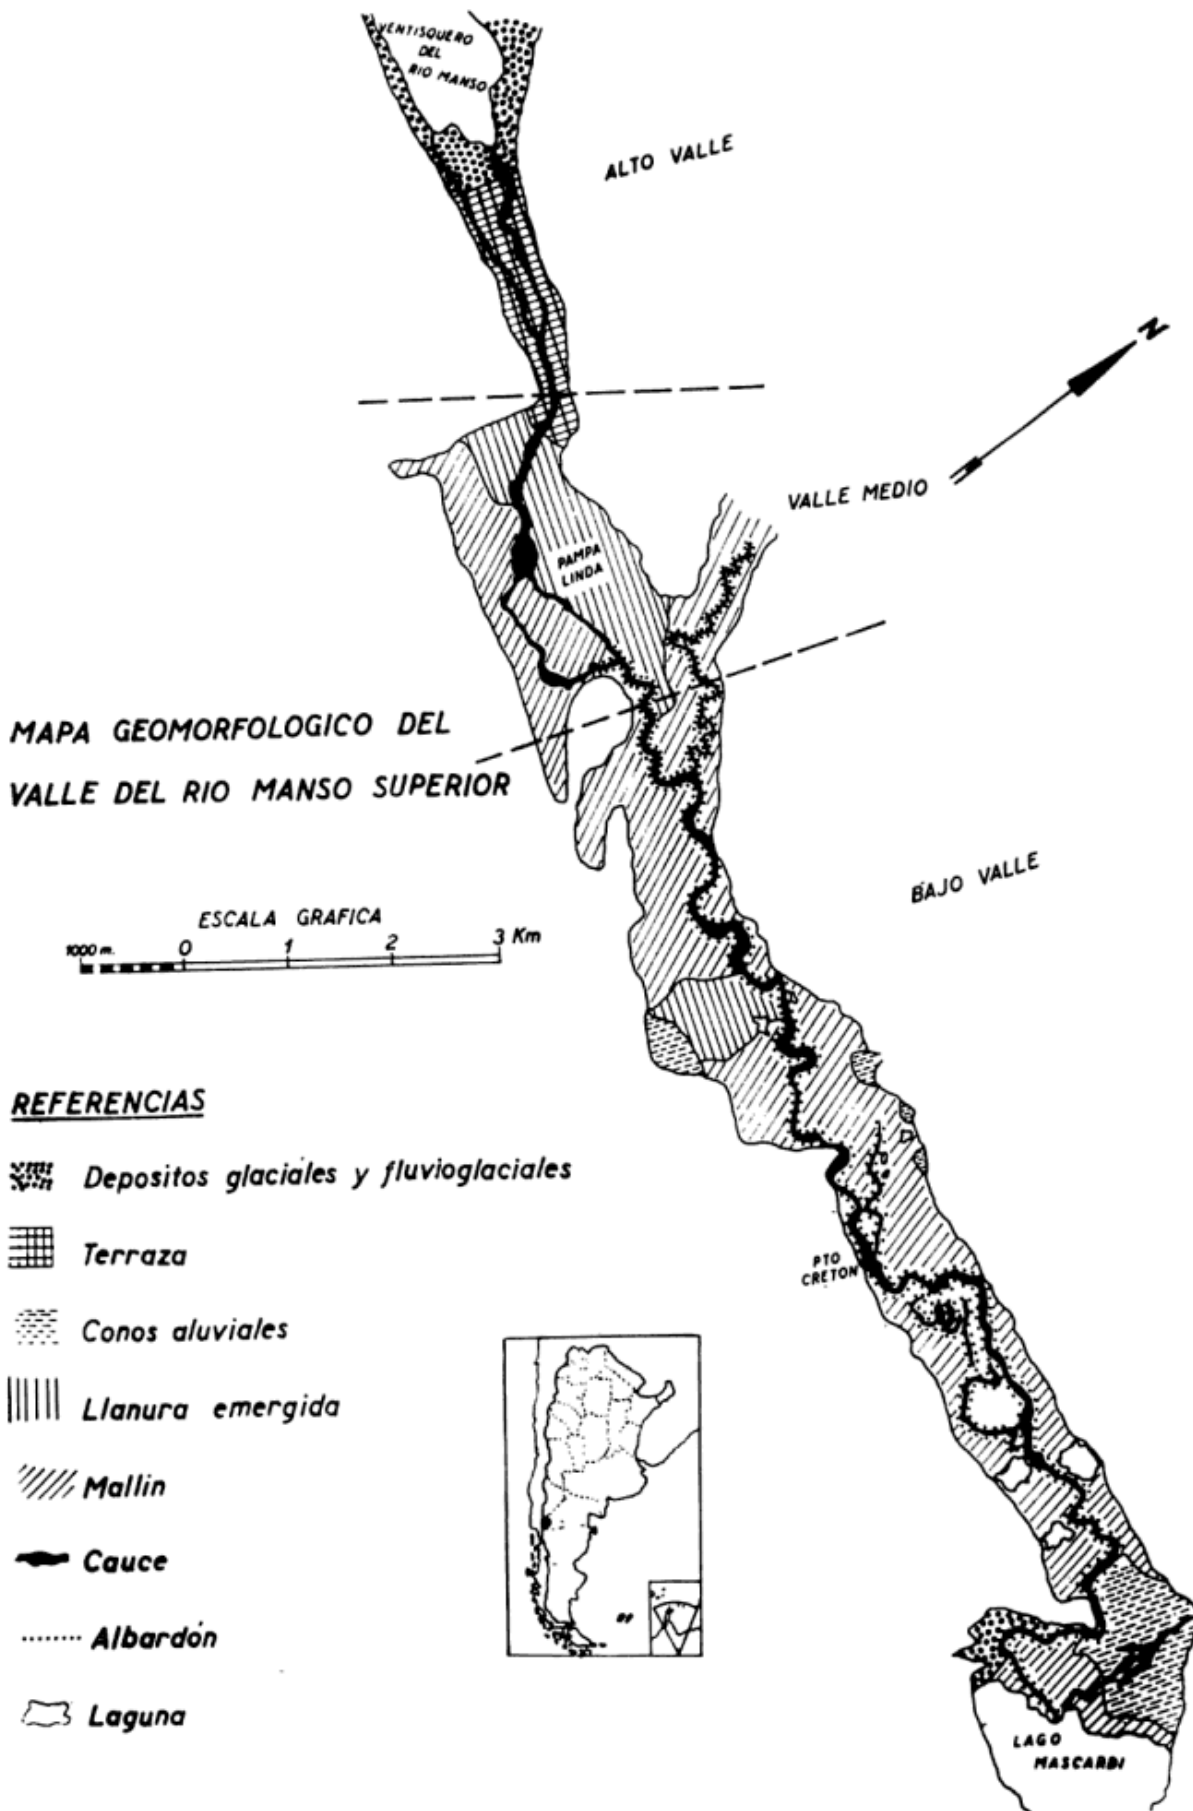 VENTISQUERO
DEL
RIO MANSO
ALTO VALLE
N
VALLE MEDIO
PAMPA
LINDA
MAPA GEOMORFOLOGICO DEL
VALLE DEL RIO MANSO SUPERIOR
BAJO VALLE
ESCALA GRAFICA
1000 m. 0 1 2 3 Km
REFERENCIAS
Depositos glaciales y fluvioglaciales
Terraza
Conos aluviales
Llanura emergida
Mallin
Cauce
Albardón
Laguna
PTO
CRETON
LAGO
MASCARDI